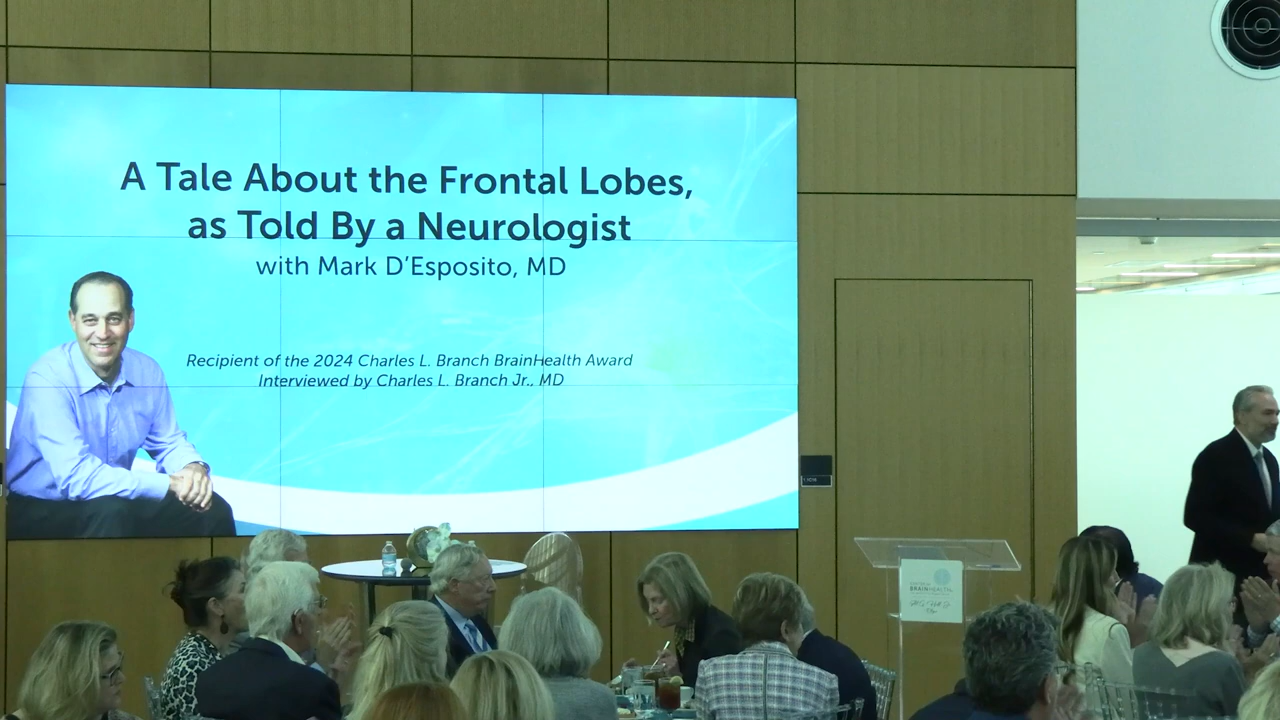 A Tale About the Frontal Lobes,
as Told By a Neurologist
with Mark D'Esposito, MD
Recipient of the 2024 Charles L. Branch BrainHealth Award
Interviewed by Charles L. Branch Jr., MD
BRAINHEALTH